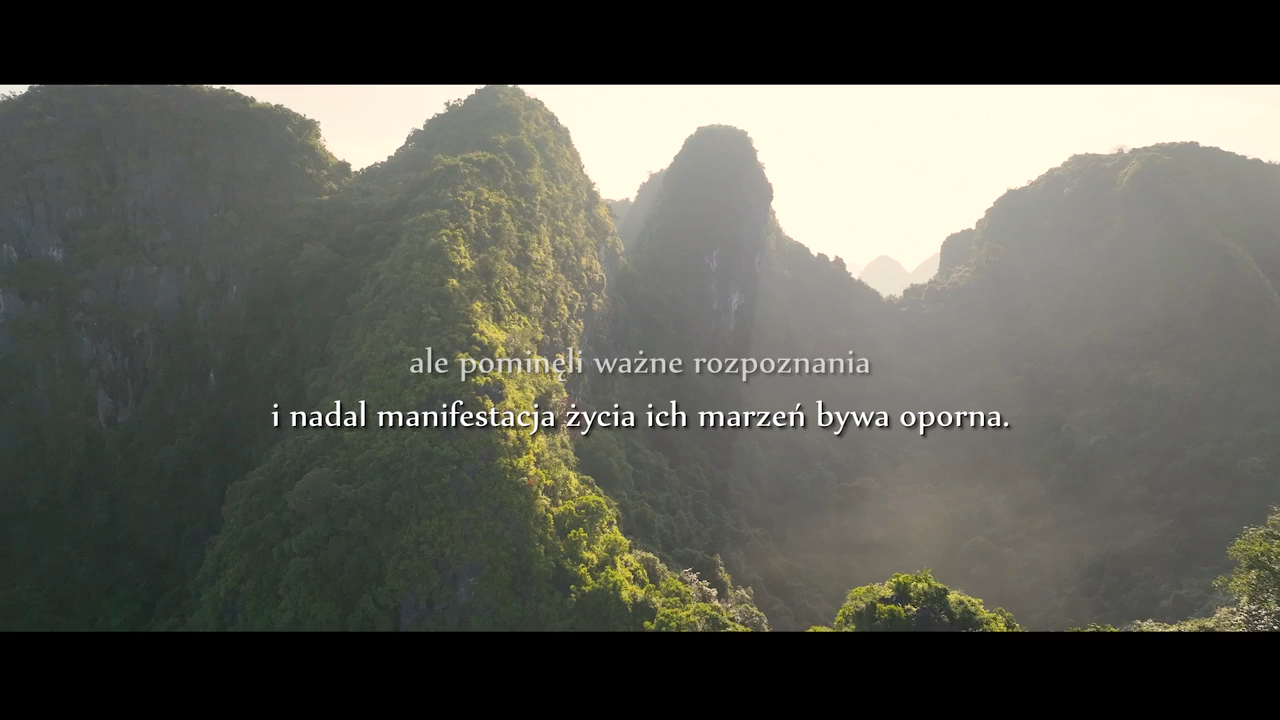 ale pominęli ważne rozpoznania
i nadal manifestacja życia ich marzeń bywa oporna.